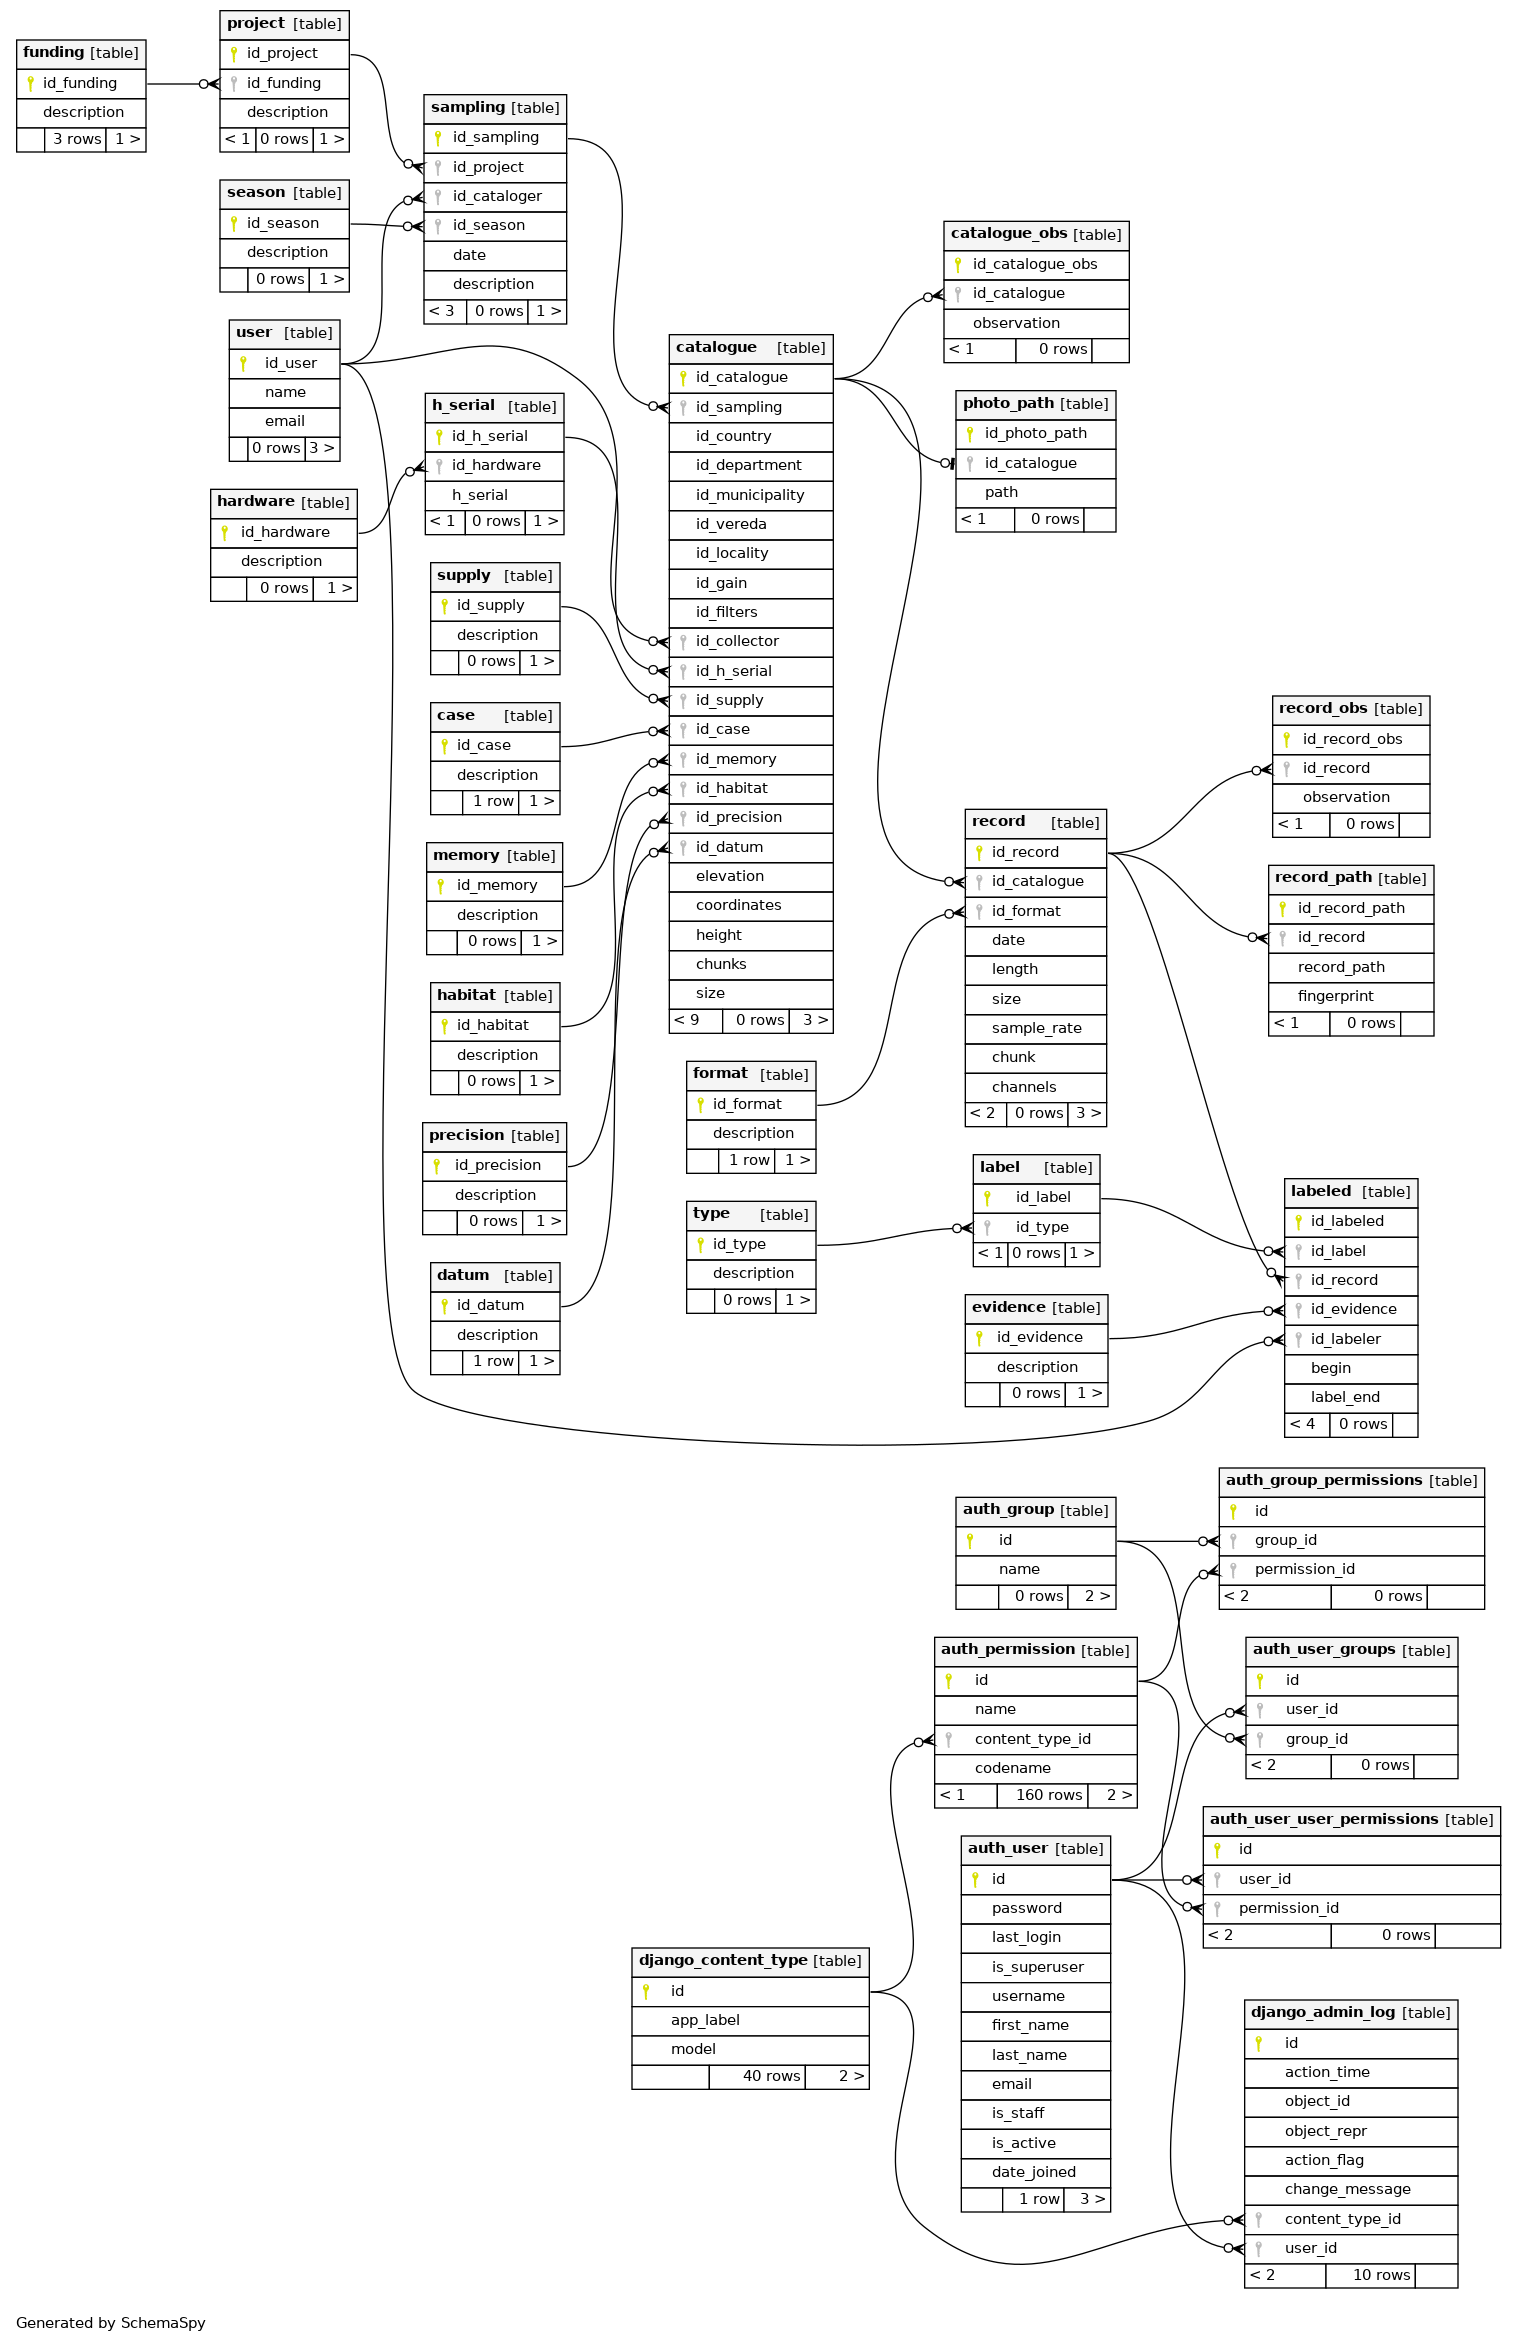 funding [table]
id_funding
description
3 rows 1 >
project [table]
id_project
id_funding
description
< 1 0 rows 1 >
season [table]
id_season
description
0 rows 1 >
user [table]
id_user
name
email
0 rows 3 >
hardware [table]
id_hardware
description
0 rows 1 >
sampling [table]
id_sampling
id_project
id_cataloger
id_season
date
description
< 3 0 rows 1 >
h_serial [table]
id_h_serial
id_hardware
h_serial
< 1 0 rows 1 >
supply [table]
id_supply
description
0 rows 1 >
case [table]
id_case
description
1 row 1 >
memory [table]
id_memory
description
0 rows 1 >
habitat [table]
id_habitat
description
0 rows 1 >
precision [table]
id_precision
description
0 rows 1 >
datum [table]
id_datum
description
1 row 1 >
catalogue [table]
id_catalogue
id_sampling
id_country
id_department
id_municipality
id_vereda
id_locality
id_gain
id_filters
id_collector
id_h_serial
id_supply
id_case
id_memory
id_habitat
id_precision
id_datum
elevation
coordinates
height
chunks
size
< 9 0 rows 3 >
format [table]
id_format
description
1 row 1 >
type [table]
id_type
description
0 rows 1 >
catalogue_obs [table]
id_catalogue_obs
id_catalogue
observation
< 1 0 rows
photo_path [table]
id_photo_path
id_catalogue
path
< 1 0 rows
record [table]
id_record
id_catalogue
id_format
date
length
size
sample_rate
chunk
channels
< 2 0 rows 3 >
label [table]
id_label
id_type
< 1 0 rows 1 >
evidence [table]
id_evidence
description
0 rows 1 >
record_obs [table]
id_record_obs
id_record
observation
< 1 0 rows
record_path [table]
id_record_path
id_record
record_path
fingerprint
< 1 0 rows
labeled [table]
id_labeled
id_label
id_record
id_evidence
id_labeler
begin
label_end
< 4 0 rows
auth_group [table]
id
name
0 rows 2 >
auth_permission [table]
id
name
content_type_id
codename
< 1 160 rows 2 >
auth_user [table]
id
password
last_login
is_superuser
username
first_name
last_name
email
is_staff
is_active
date_joined
1 row 3 >
django_content_type [table]
id
app_label
model
40 rows 2 >
auth_group_permissions [table]
id
group_id
permission_id
< 2 0 rows
auth_user_groups [table]
id
user_id
group_id
< 2 0 rows
auth_user_user_permissions [table]
id
user_id
permission_id
< 2 0 rows
django_admin_log [table]
id
action_time
object_id
object_repr
action_flag
change_message
content_type_id
user_id
< 2 10 rows
Generated by SchemaSpy